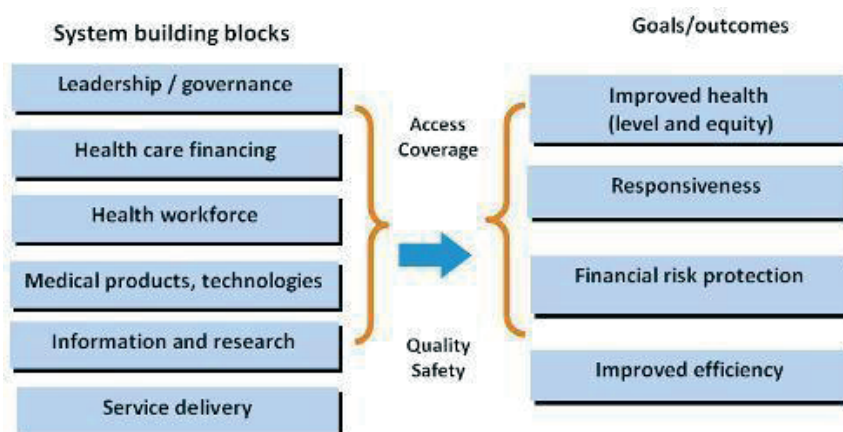 System building blocks
Leadership / governance
Health care financing
Health workforce
Medical products, technologies
Information and research
Service delivery
Access
Coverage
Quality
Safety
Goals/outcomes
Improved health
(level and equity)
Responsiveness
Financial risk protection
Improved efficiency